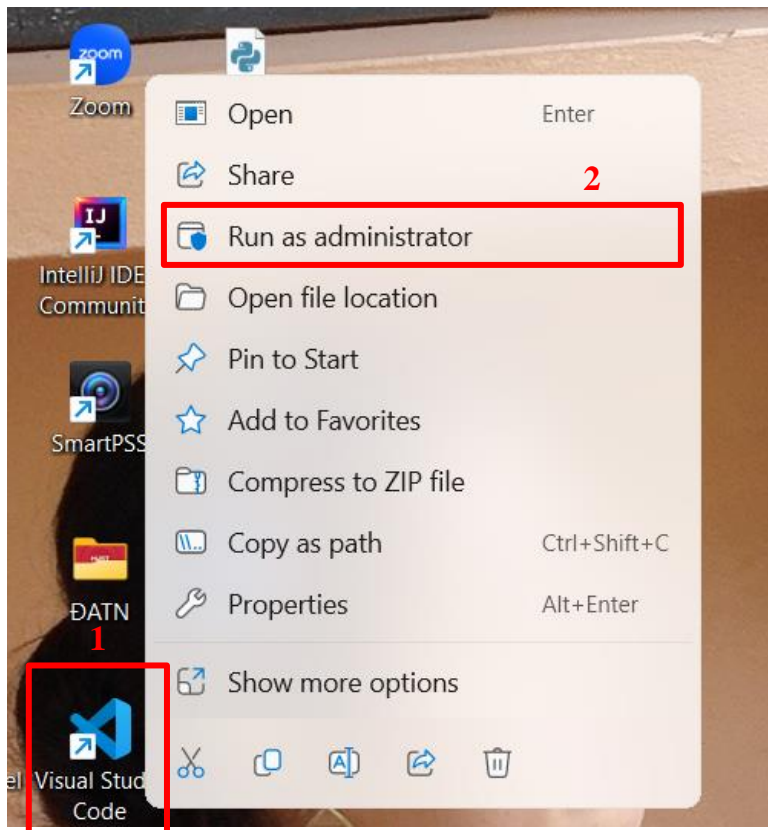 zoom
Zoom
Open Enter
Share
2
Run as administrator
IJ
IntelliJ IDE
Communit
Open file location
Pin to Start
Add to Favorites
SmartPSS
Compress to ZIP file
Copy as path Ctrl+Shift+C
Properties Alt+Enter
ĐATN
1
Show more options
A
el
Visual Stud
Code